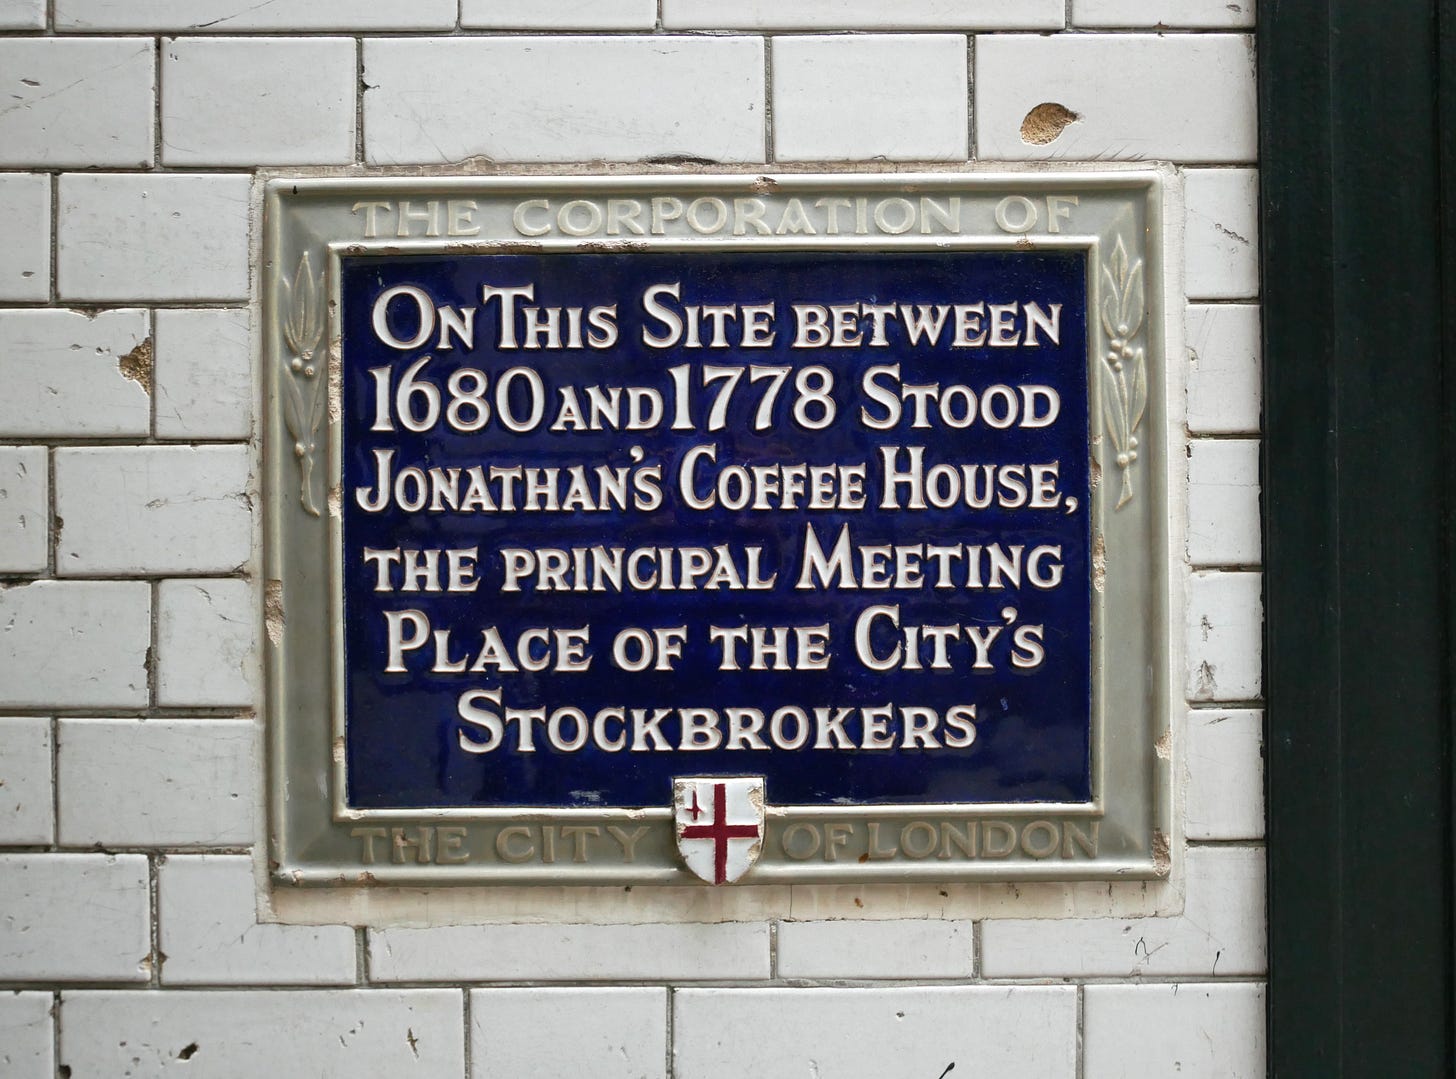 THE CORPORATION OF
ON THIS SITE BETWEEN
1680 AND 1778 STOOD
JONATHAN'S COFFEE HOUSE,
THE PRINCIPAL MEETING
PLACE OF THE CITY'S
STOCKBROKERS
THE CITY OF LONDON